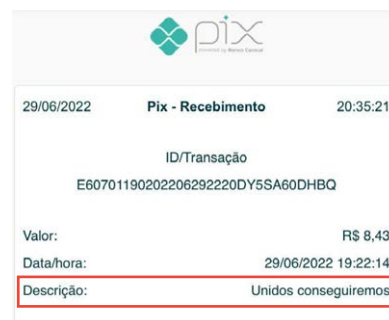 pix
powered by Banco Central
29/06/2022 Pix - Recebimento 20:35:21
ID/Transação
E60701190202206292220DY5SA60DHBQ
Valor: R$ 8,43
Data/hora: 29/06/2022 19:22:14
Descrição: Unidos conseguiremos